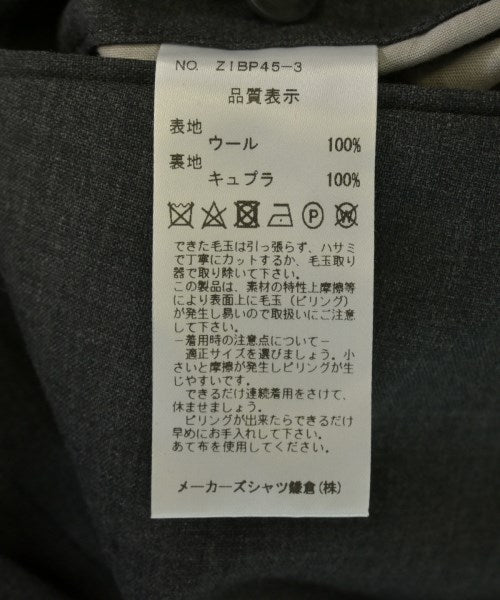 NO. ZIBP45-3
品質表示
表地
ウール 100%
裏地
キュプラ 100%
できた毛玉は引っ張らず、ハサミ
で丁寧にカットするか、毛玉取り
器で取り除いて下さい。
この製品は、素材の特性上摩擦等
により表面上に毛玉(ピリング)
が発生し易いので取扱いにご注意
して下さい。
－着用時の注意点について－
適正サイズを選びましょう。小
さいと摩擦が発生しピリングが生
じやすいです。
できるだけ連続着用をさけて、
休ませましょう。
ピリングが出来たらできるだけ
早めにお手入れして下さい。
あて布を使用してください。
メーカーズシャツ鎌倉(株)